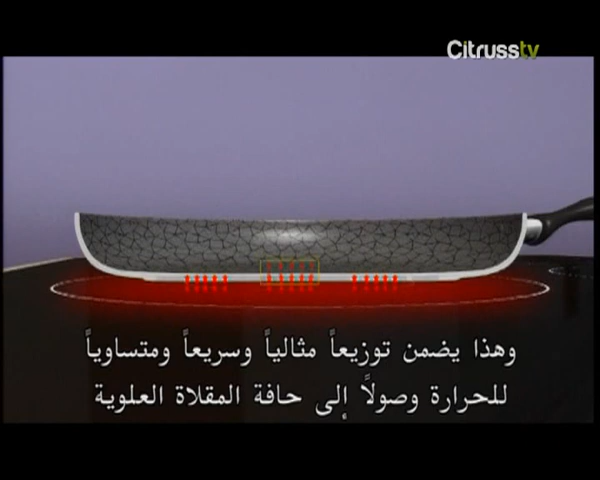 Citrusstv
وهذا يضمن توزيعاً مثالياً وسريعاً ومتساوياً
للحرارة وصولاً إلى حافة المقلاة العلوية